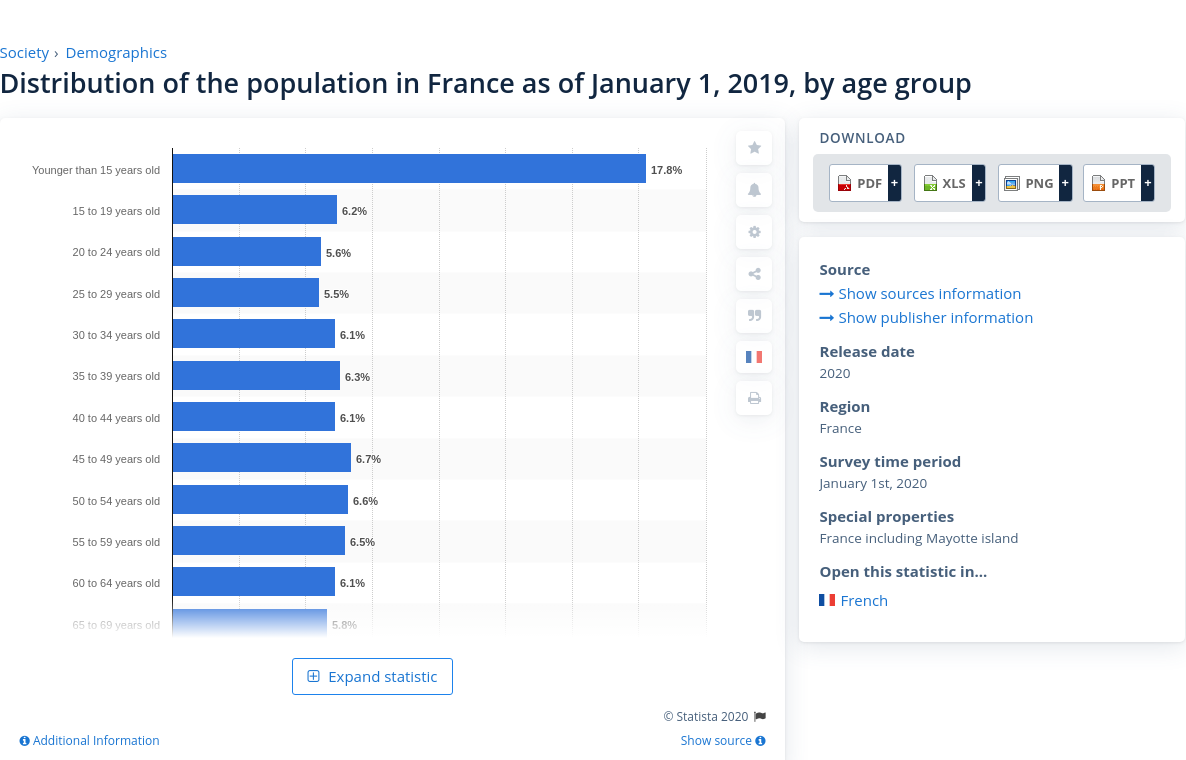 Society › Demographics
Distribution of the population in France as of January 1, 2019, by age group
Younger than 15 years old 17.8%
15 to 19 years old 6.2%
20 to 24 years old 5.6%
25 to 29 years old 5.5%
30 to 34 years old 6.1%
35 to 39 years old 6.3%
40 to 44 years old 6.1%
45 to 49 years old 6.7%
50 to 54 years old 6.6%
55 to 59 years old 6.5%
60 to 64 years old 6.1%
65 to 69 years old 5.8%
Expand statistic
© Statista 2020
Additional Information
Show source
DOWNLOAD
PDF + XLS + PNG + PPT +
Source
Show sources information
Show publisher information
Release date
2020
Region
France
Survey time period
January 1st, 2020
Special properties
France including Mayotte island
Open this statistic in...
French